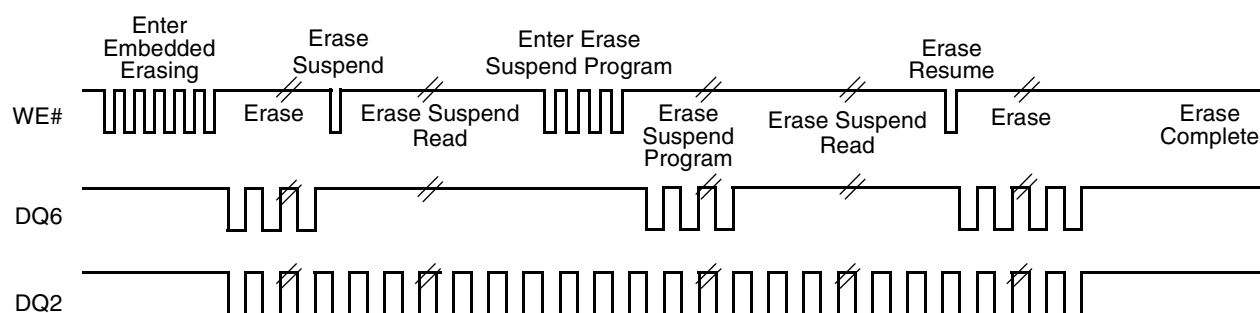 Enter
Embedded
Erasing
Erase
Suspend
Enter Erase
Suspend Program
Erase
Resume
WE#
Erase
Erase Suspend
Read
Erase
Suspend
Program
Erase Suspend
Read
Erase
Erase
Complete
DQ6
DQ2